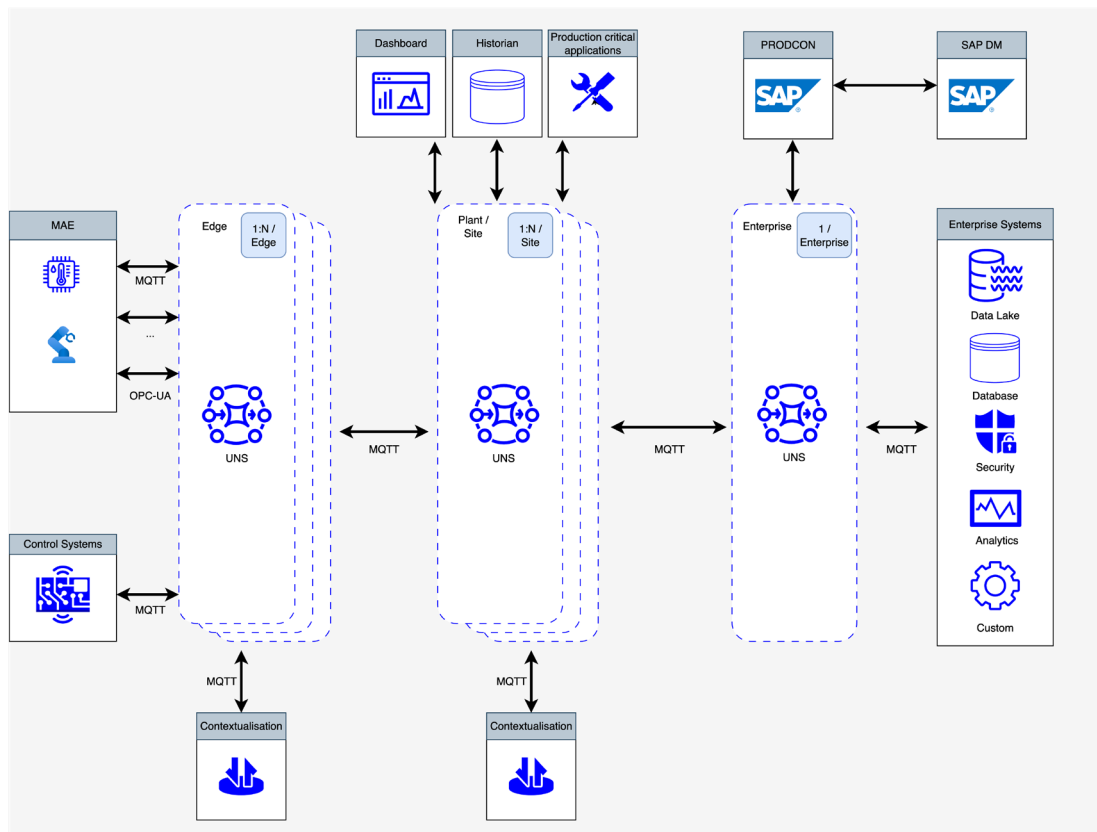 Dashboard
Historian
Production critical
applications
PRODCON
SAP DM
SAP
SAP
MAE
Edge
1:N /
Edge
Plant /
Site
1:N /
Site
Enterprise
1 /
Enterprise
Enterprise Systems
MQTT
...
OPC-UA
Data Lake
Database
UNS
MQTT
UNS
MQTT
UNS
MQTT
Security
Analytics
Control Systems
MQTT
Custom
MQTT
MQTT
Contextualisation
Contextualisation